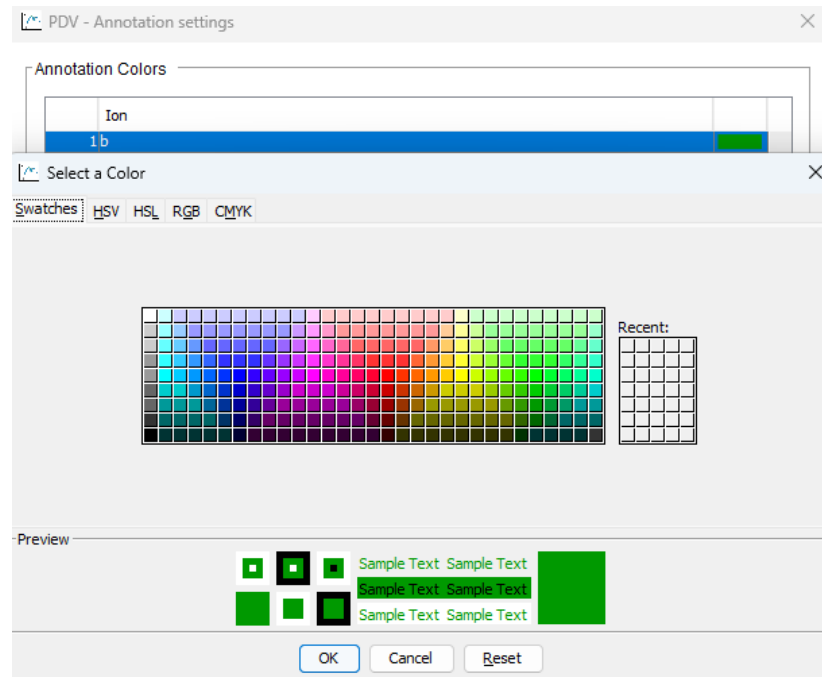 PDV - Annotation settings
Annotation Colors
Ion
1 b
Select a Color
Swatches HSV HSL RGB CMYK
Recent:
Preview
Sample Text Sample Text
Sample Text Sample Text
Sample Text Sample Text
OK Cancel Reset